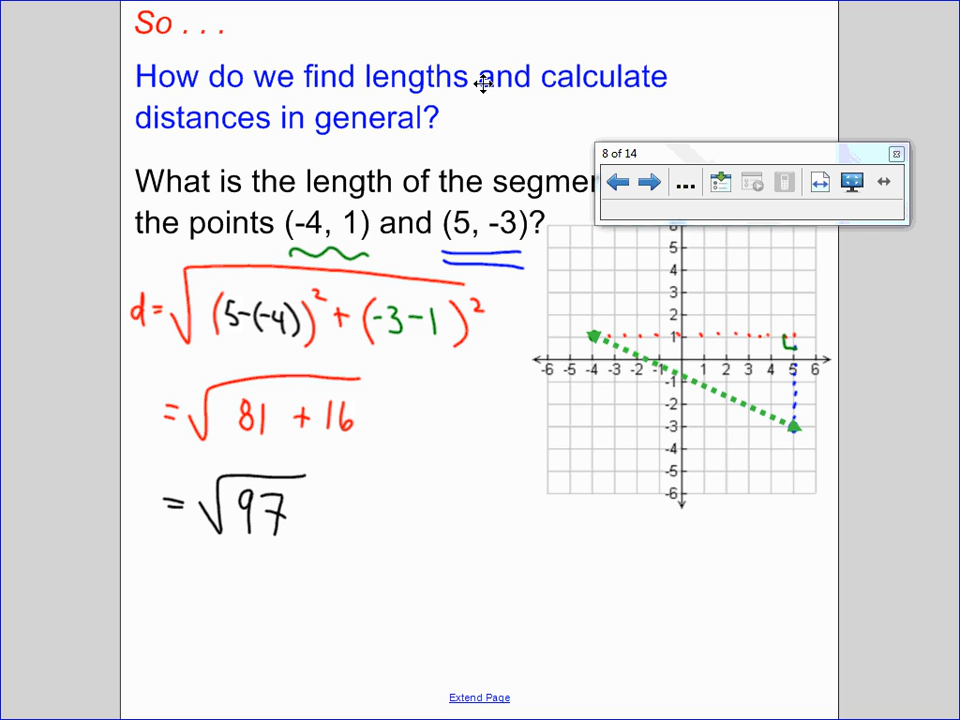 So . . .
How do we find lengths and calculate
distances in general?
8 of 14
What is the length of the segmen
the points (-4, 1) and (5, -3)?
d=√(5-(-4))² + (-3-1)²
=√81 + 16
=√97
6
5
4
3
2
1
-6 -5 -4 -3 -2 -1 1 2 3 4 5 6
-1
-2
-3
-4
-5
-6
Extend Page